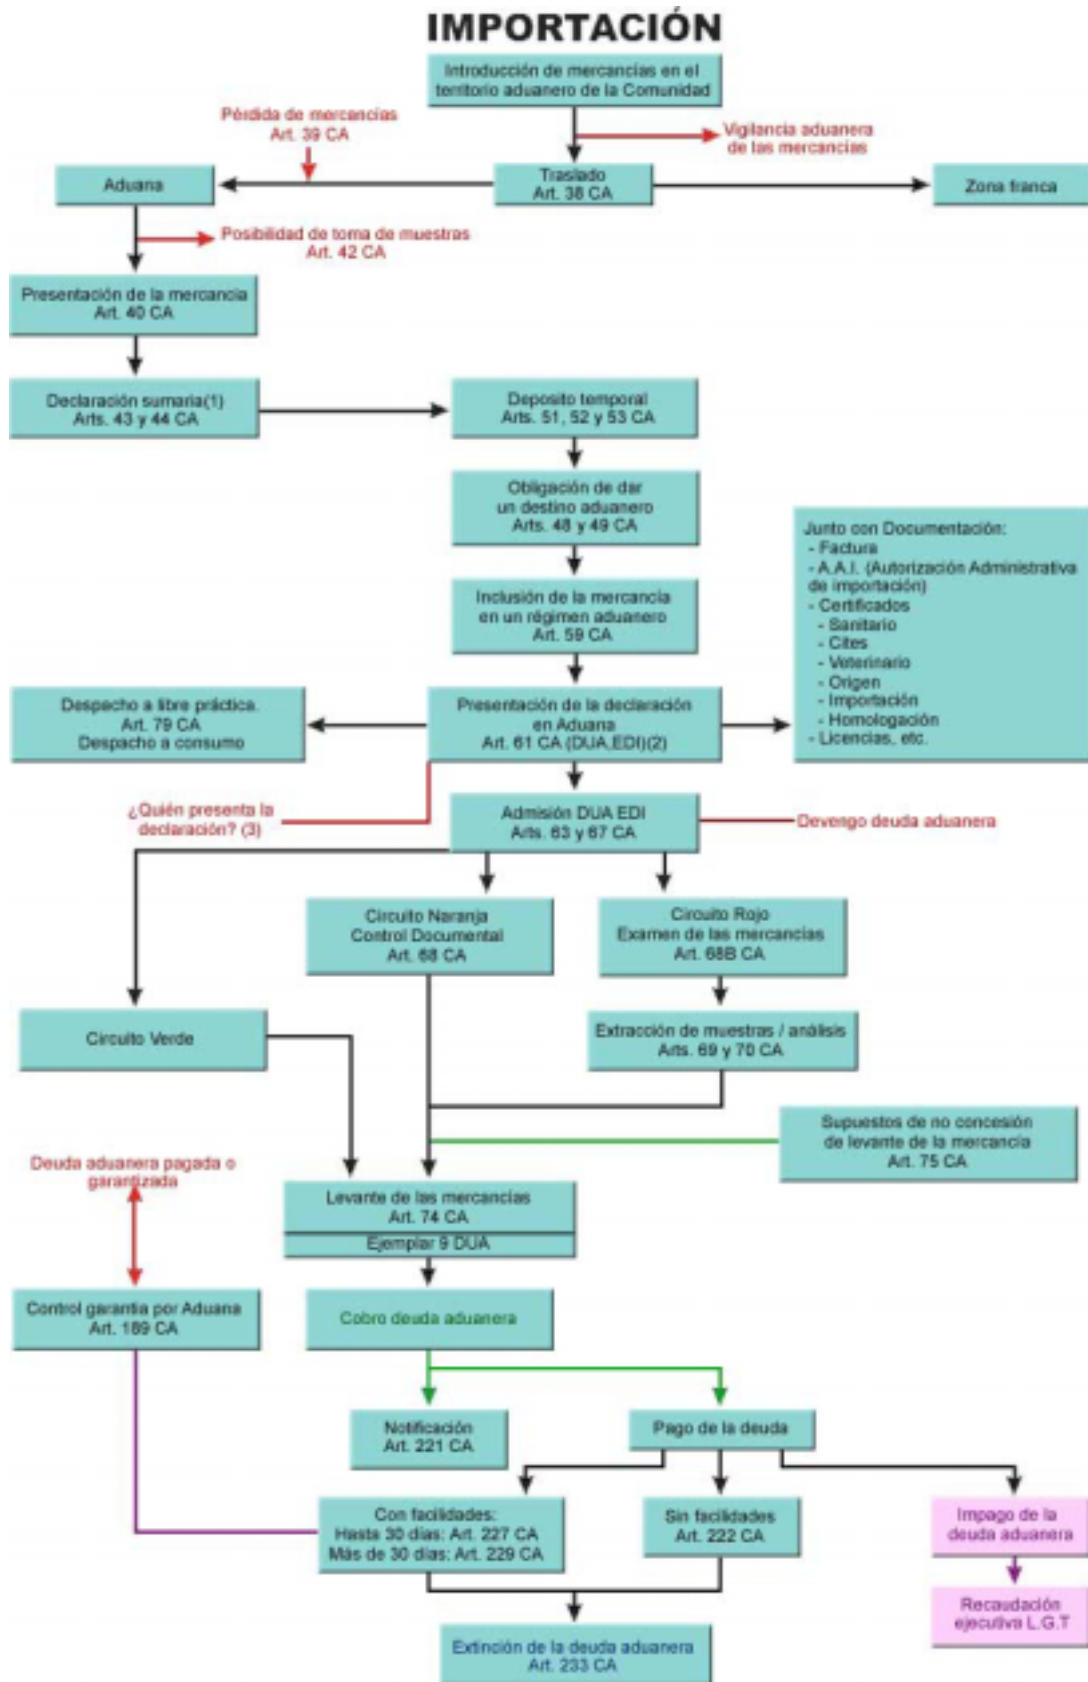 IMPORTACIÓN
Introducción de mercancías en el
territorio aduanero de la Comunidad
Pérdida de mercancías
Art. 39 CA
Vigilancia aduanera
de las mercancías
Aduana
Traslado
Art. 38 CA
Zona franca
Posibilidad de toma de muestras
Art. 42 CA
Presentación de la mercancia
Art. 40 CA
Declaración sumaria(1)
Arts. 43 y 44 CA
Deposito temporal
Arts. 51, 52 y 53 CA
Obligación de dar
un destino aduanero
Arts. 48 y 49 CA
Inclusión de la mercancía
en un régimen aduanero
Art. 59 CA
Junto con Documentación:
- Factura
- A.A.I. (Autorización Administrativa
de importación)
- Certificados
- Sanitario
- Cites
- Veterinario
- Origen
- Importación
- Homologación
- Licencias, etc.
Despacho a libre práctica.
Art. 79 CA
Despacho a consumo
Presentación de la declaración
en Aduana
Art. 61 CA (DUA,EDI)(2)
¿Quién presenta la
declaración? (3)
Admisión DUA EDI
Arts. 63 y 67 CA
Devengo deuda aduanera
Circuito Naranja
Control Documental
Art. 68 CA
Circuito Rojo
Examen de las mercancías
Art. 68B CA
Circuito Verde
Extracción de muestras / análisis
Arts. 69 y 70 CA
Supuestos de no concesión
de levante de la mercancía
Art. 75 CA
Deuda aduanera pagada o
garantizada
Levante de las mercancías
Art. 74 CA
Ejemplar 9 DUA
Control garantia por Aduana
Art. 189 CA
Cobro deuda aduanera
Notificación
Art. 221 CA
Pago de la deuda
Con facilidades:
Hasta 30 días: Art. 227 CA
Más de 30 días: Art. 229 CA
Sin facilidades
Art. 222 CA
Impago de la
deuda aduanera
Recaudación
ejecutiva L.G.T
Extinción de la deuda aduanera
Art. 233 CA